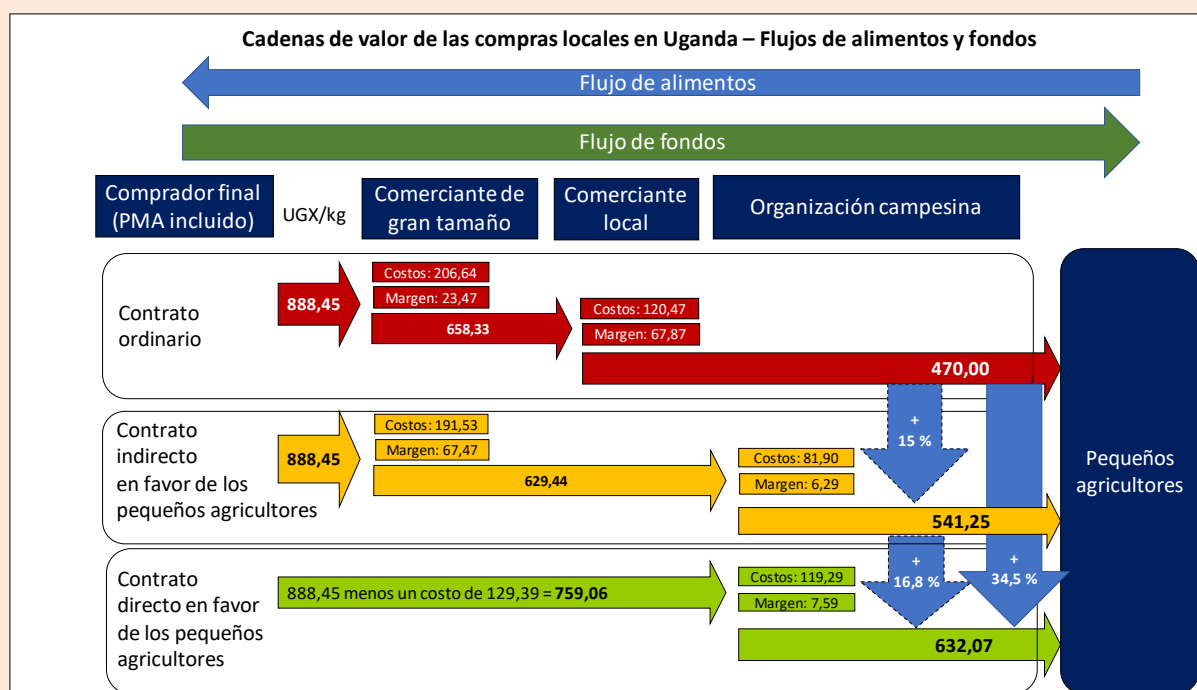 Cadenas de valor de las compras locales en Uganda – Flujos de alimentos y fondos
Flujo de alimentos
Flujo de fondos
Comprador final
(PMA incluido)
UGX/kg
Comerciante de
gran tamaño
Comerciante
local
Organización campesina
Contrato
ordinario
888,45
Costos: 206,64
Margen: 23,47
658,33
Costos: 120,47
Margen: 67,87
470,00
+
15 %
Contrato
indirecto
en favor de los
pequeños agricultores
888,45
Costos: 191,53
Margen: 67,47
629,44
Costos: 81,90
Margen: 6,29
541,25
+
16,8 %
+
34,5 %
Contrato
directo en favor
de los pequeños
agricultores
888,45 menos un costo de 129,39 = 759,06
Costos: 119,29
Margen: 7,59
632,07
Pequeños
agricultores